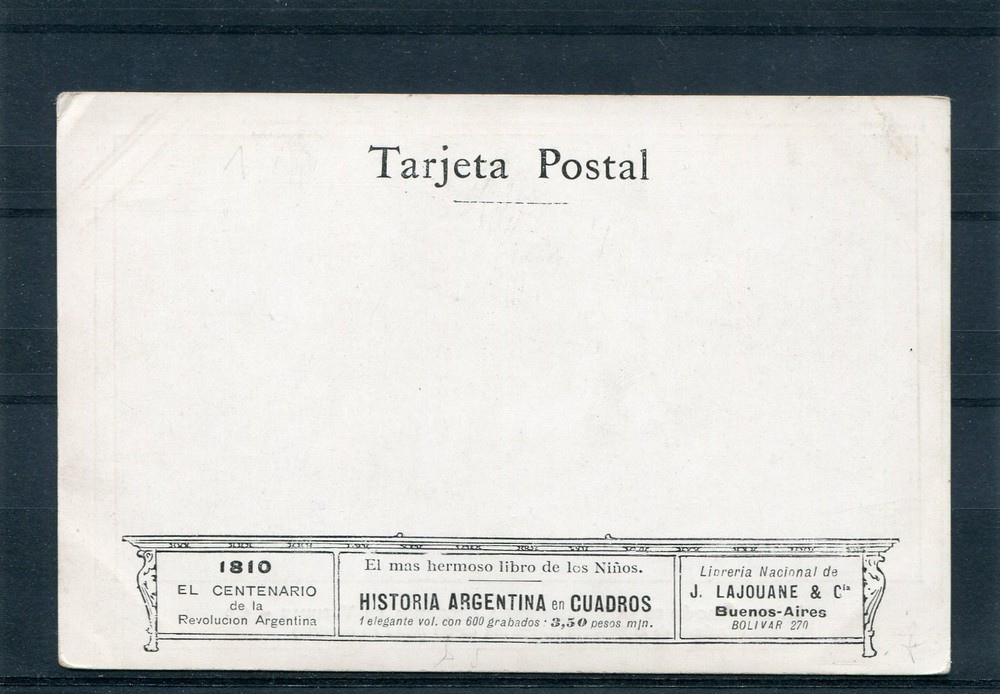 Tarjeta Postal
1810
EL CENTENARIO
de la
Revolucion Argentina
El mas hermoso libro de los Niños.
HISTORIA ARGENTINA en CUADROS
1 elegante vol. con 600 grabados : 3,50 pesos m/n.
Libreria Nacional de
J. LAJOUANE & Cia
Buenos-Aires
BOLIVAR 270